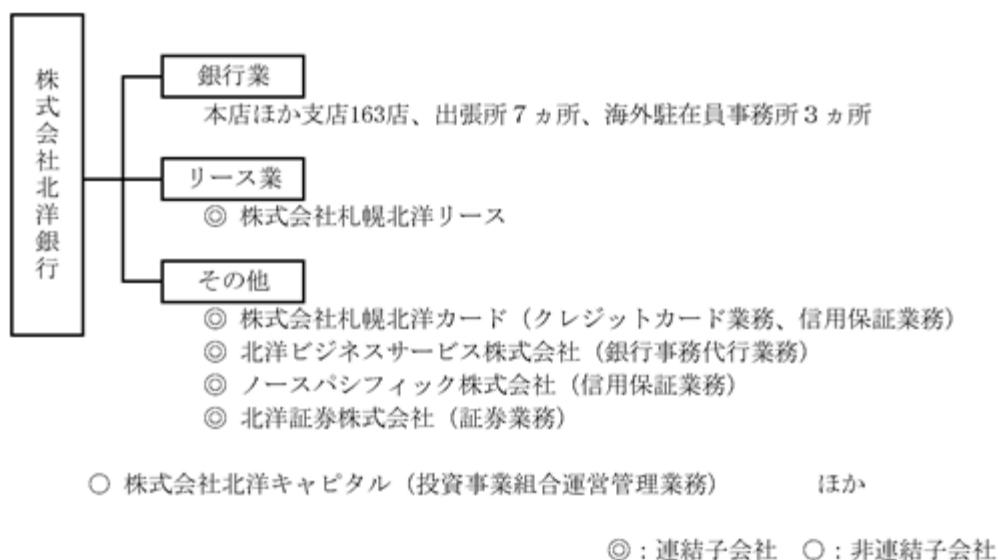 株式会社北洋銀行
銀行業
本店ほか支店163店、出張所７ヵ所、海外駐在員事務所３ヵ所
リース業
◎ 株式会社札幌北洋リース
その他
◎ 株式会社札幌北洋カード（クレジットカード業務、信用保証業務）
◎ 北洋ビジネスサービス株式会社（銀行事務代行業務）
◎ ノースパシフィック株式会社（信用保証業務）
◎ 北洋証券株式会社（証券業務）
○ 株式会社北洋キャピタル（投資事業組合運営管理業務） ほか
◎：連結子会社 ○：非連結子会社